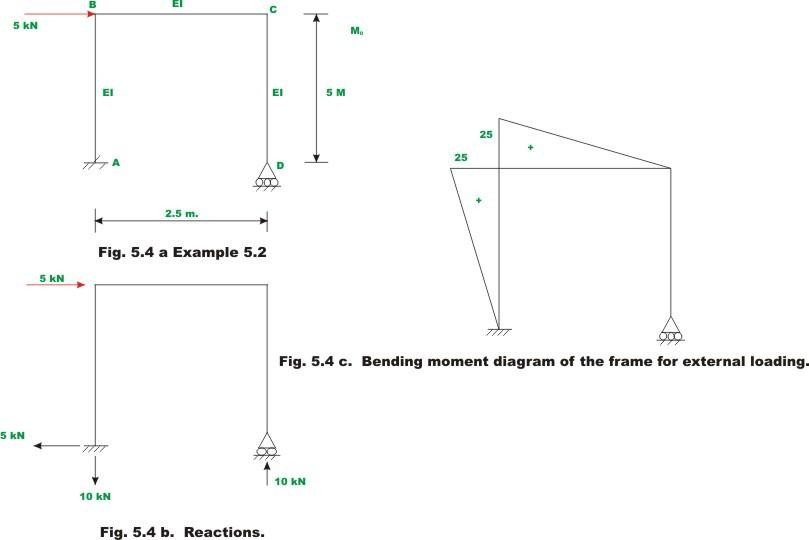 B
EI
C
5 kN
M₀
EI
EI
5 M
A
D
2.5 m.
Fig. 5.4 a Example 5.2
5 kN
5 kN
10 kN
10 kN
Fig. 5.4 b. Reactions.
25
+
25
+
Fig. 5.4 c. Bending moment diagram of the frame for external loading.